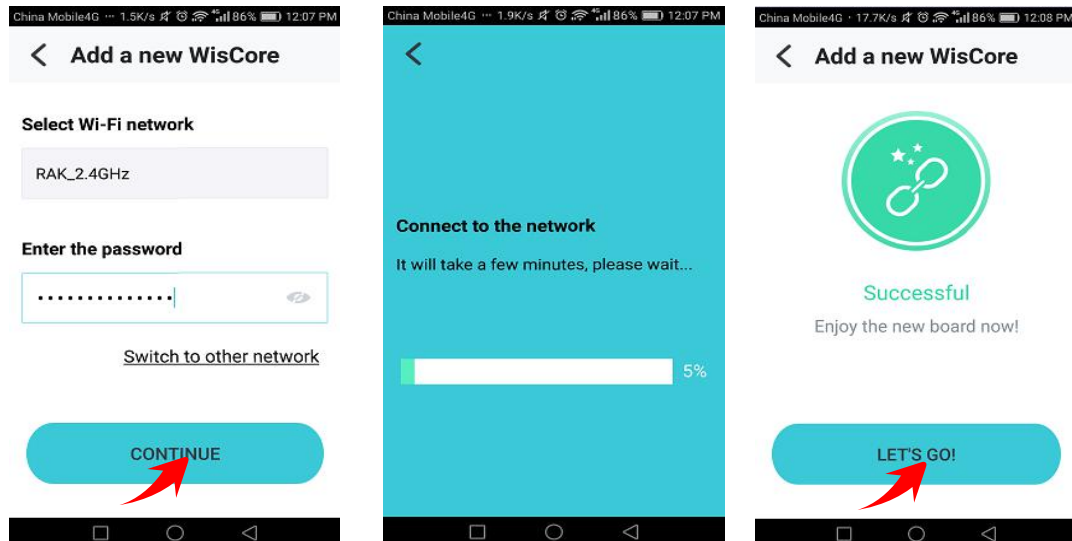 China Mobile4G ··· 1.5K/s 4G 86% 12:07 PM
Add a new WisCore
Select Wi-Fi network
RAK_2.4GHz
Enter the password
••••••••••••••
Switch to other network
CONTINUE
China Mobile4G ··· 1.9K/s 4G 86% 12:07 PM
Connect to the network
It will take a few minutes, please wait...
5%
China Mobile4G · 17.7K/s 4G 86% 12:08 PM
Add a new WisCore
Successful
Enjoy the new board now!
LET'S GO!